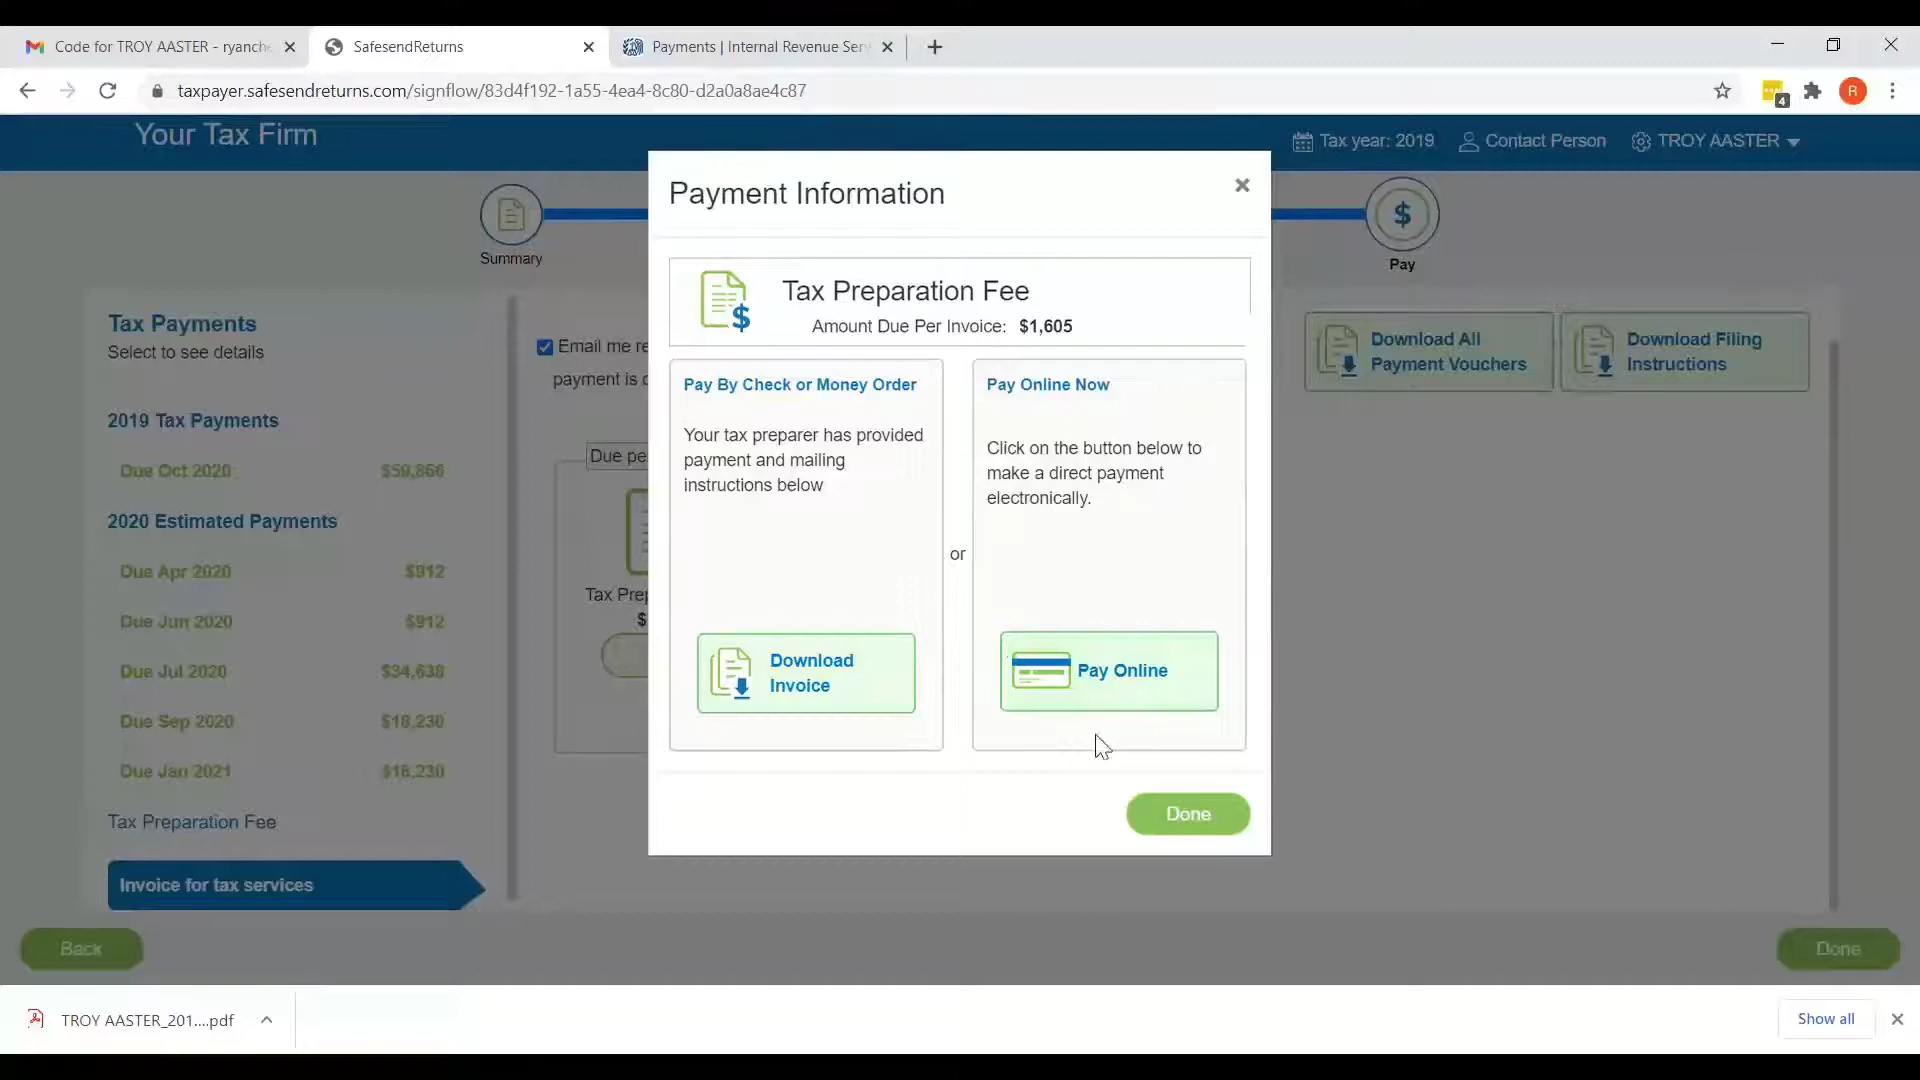 Code for TROY AASTER - ryanche
SafesendReturns
Payments | Internal Revenue Serv
taxpayer.safesendreturns.com/signflow/83d4f192-1a55-4ea4-8c80-d2a0a8ae4c87
4
R
Your Tax Firm
Tax year: 2019
Contact Person
TROY AASTER
Summary
$
Pay
Payment Information
×
$
Tax Preparation Fee
Amount Due Per Invoice: $1,605
Pay By Check or Money Order
Your tax preparer has provided
payment and mailing
instructions below
Download
Invoice
or
Pay Online Now
Click on the button below to
make a direct payment
electronically.
Pay Online
Done
Tax Payments
Select to see details
2019 Tax Payments
Due Oct 2020 $59,856
2020 Estimated Payments
Due Apr 2020 $912
Due Jun 2020 $912
Due Jul 2020 $34,638
Due Sep 2020 $18,230
Due Jan 2021 $18,230
Tax Preparation Fee
Invoice for tax services
Email me re
payment is
Due pe
Tax Prep
$
Download All
Payment Vouchers
Download Filing
Instructions
Back
Done
TROY AASTER_201....pdf
Show all